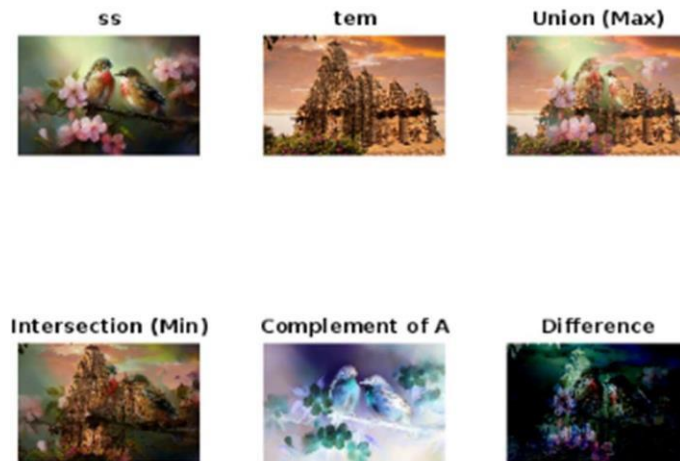 ss
tem
Union (Max)
Intersection (Min)
Complement of A
Difference